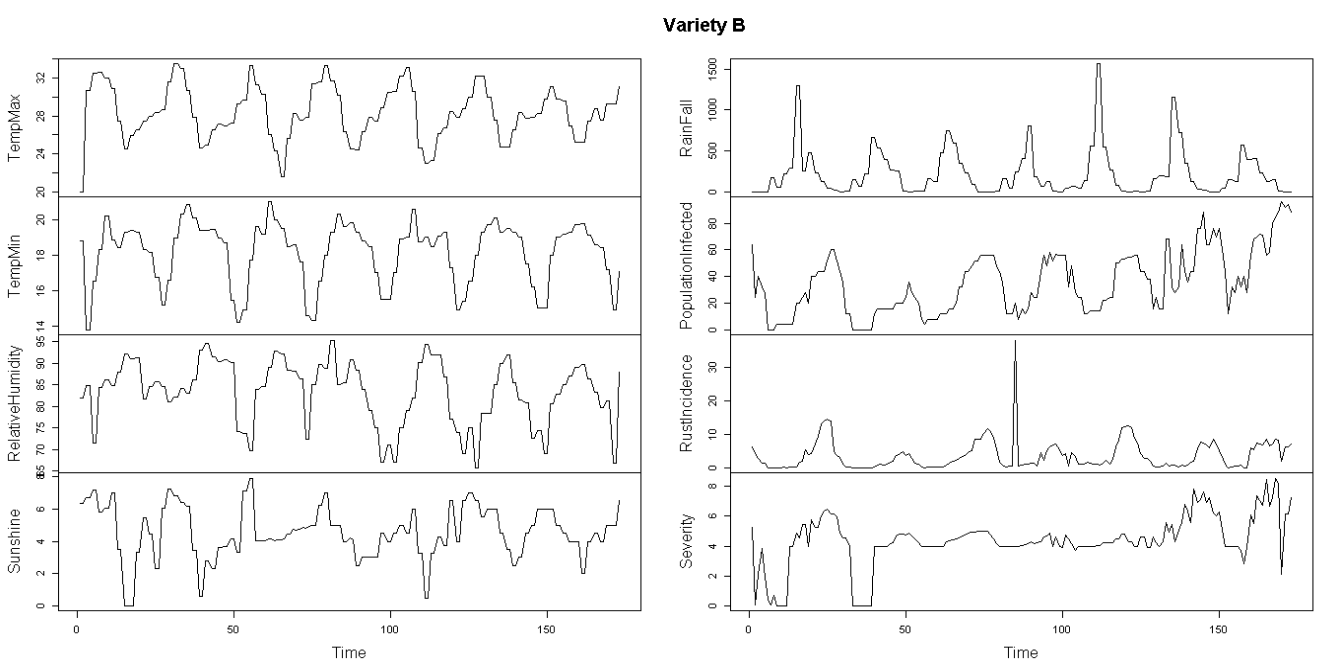 Variety B
TempMax
20 24 28 32
TempMin
14 16 18 20
RelativeHumidity
65 70 75 80 85 90 95
Sunshine
0 2 4 6 8
0 50 100 150
Time
RainFall
0 500 1000 1500
PopulationInfected
0 20 40 60 80
RustIncidence
0 10 20 30
Severity
0 2 4 6 8
0 50 100 150
Time